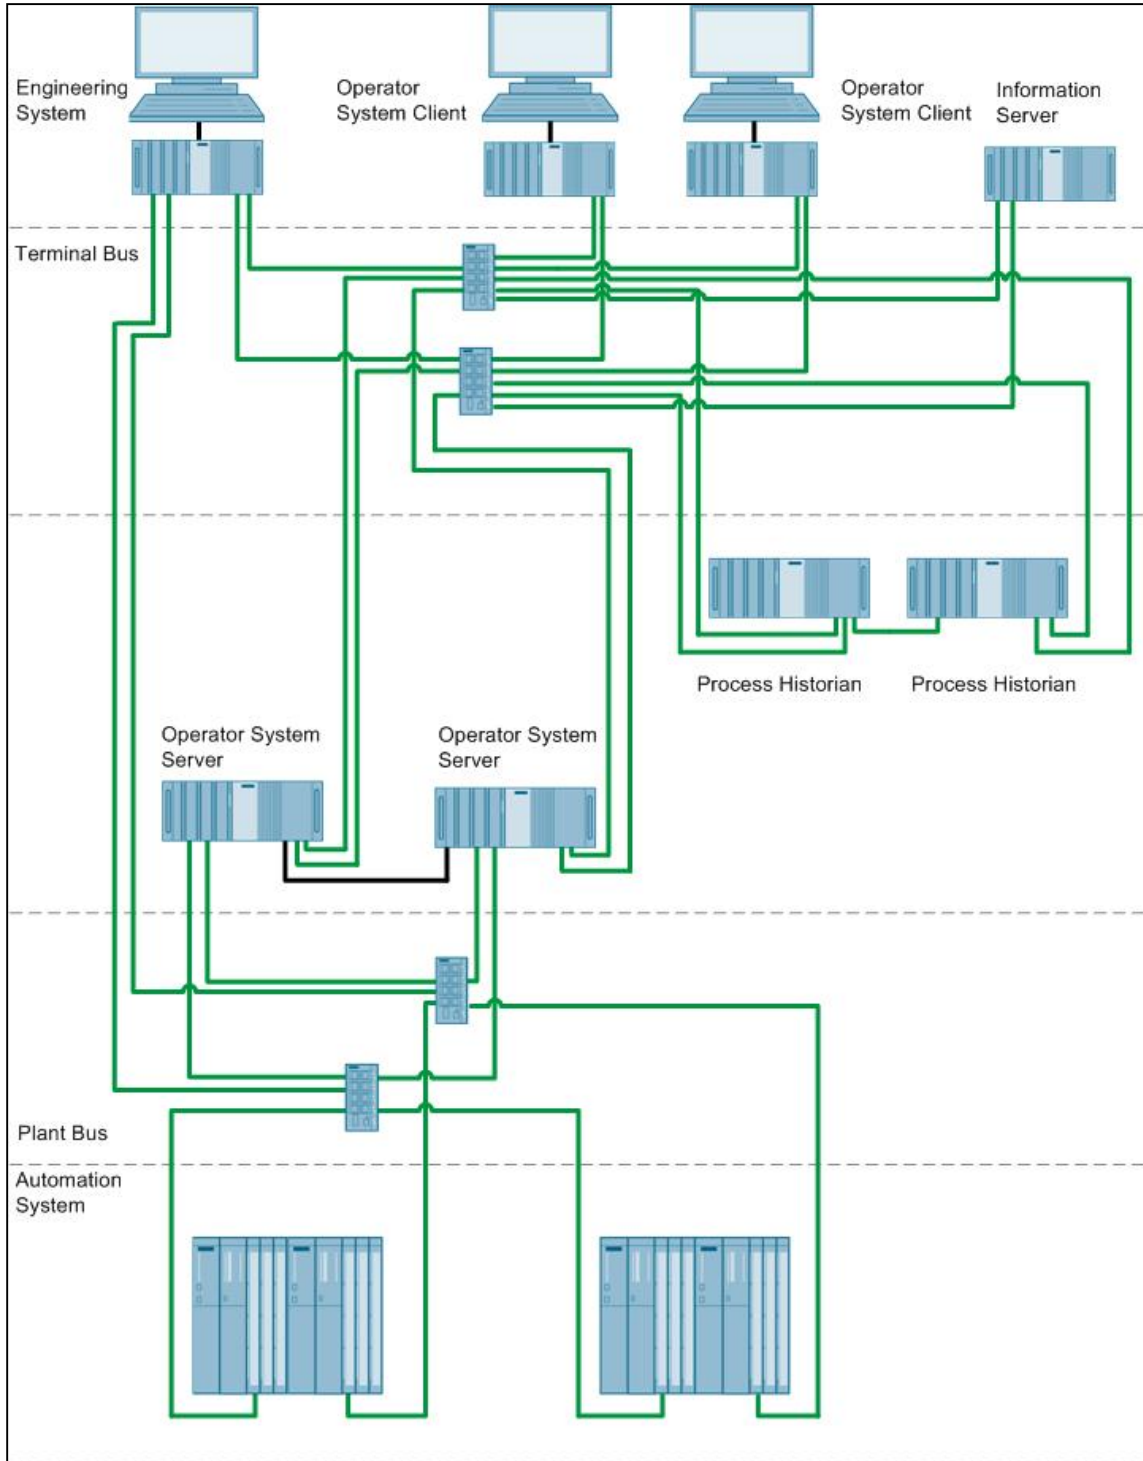 Engineering
System
Operator
System Client
Operator
System Client
Information
Server
Terminal Bus
Process Historian
Process Historian
Operator System
Server
Operator System
Server
Plant Bus
Automation
System